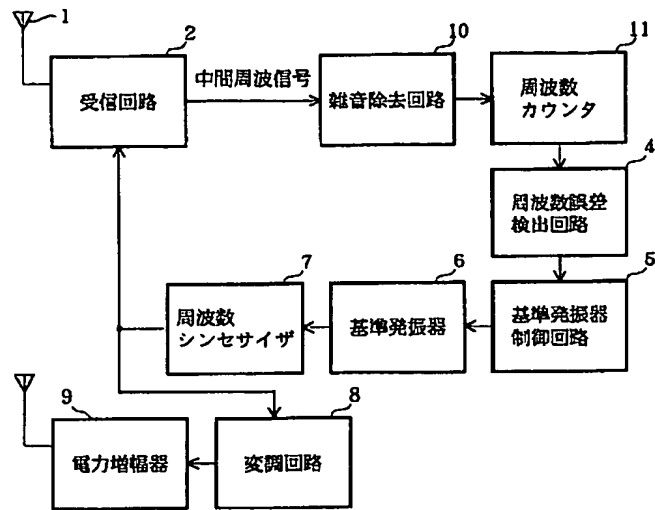 1
2
受信回路
中間周波信号
10
雑音除去回路
11
周波数
カウンタ
4
周波数誤差
検出回路
5
基準発振器
制御回路
6
基準発振器
7
周波数
シンセサイザ
8
変調回路
9
電力増幅器